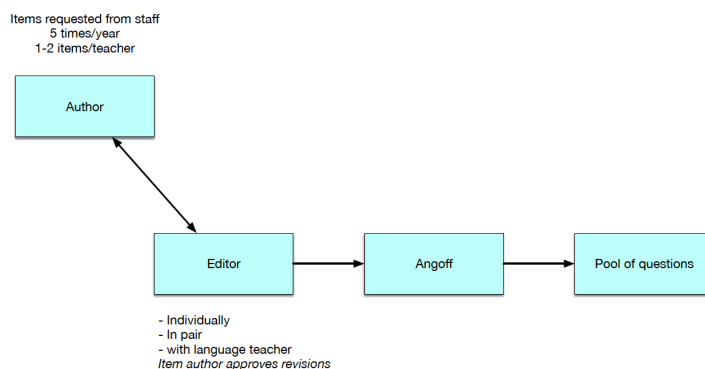 Items requested from staff
5 times/year
1-2 items/teacher
Author
Editor
Angoff
Pool of questions
- Individually
- In pair
- with language teacher
Item author approves revisions